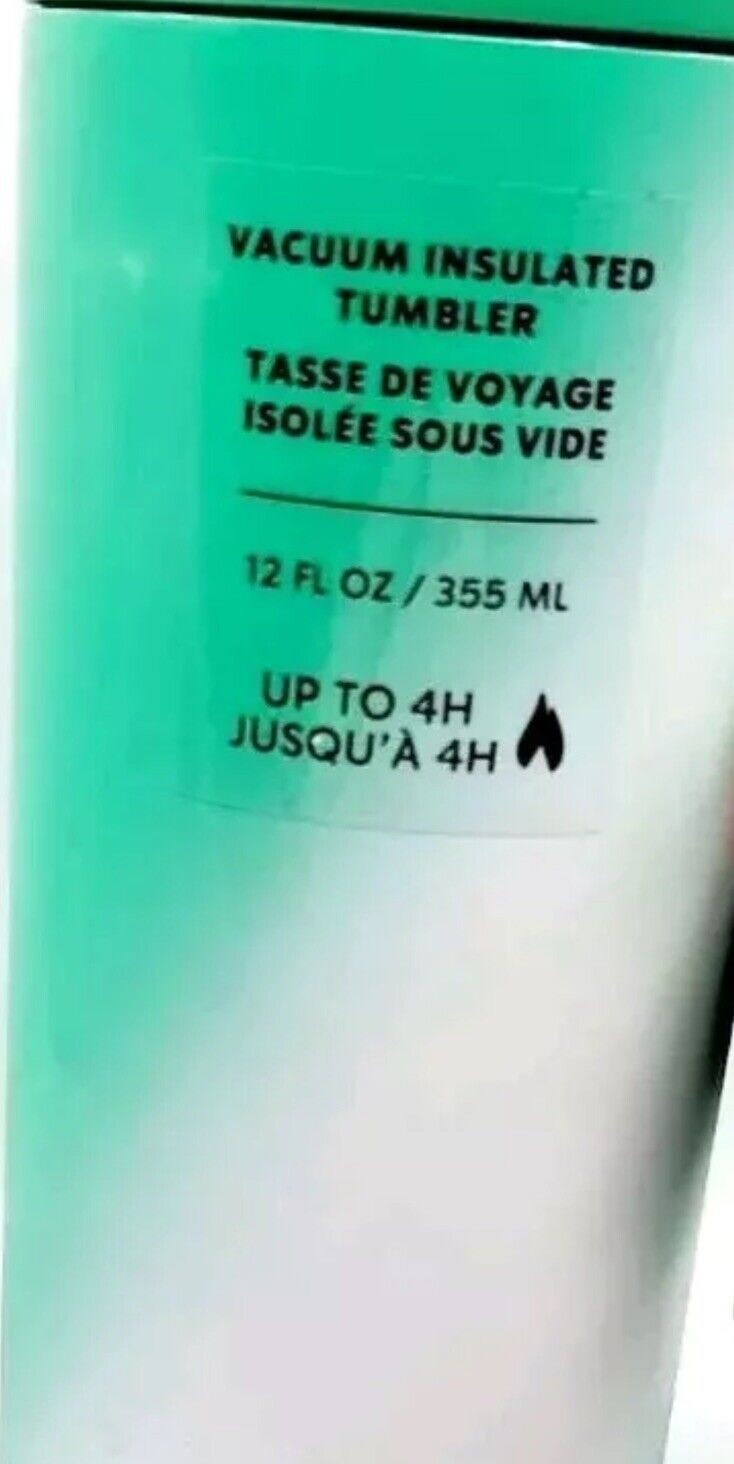 VACUUM INSULATED
TUMBLER
TASSE DE VOYAGE
ISOLÉE SOUS VIDE
12 FL OZ / 355 ML
UP TO 4H
JUSQU'À 4H